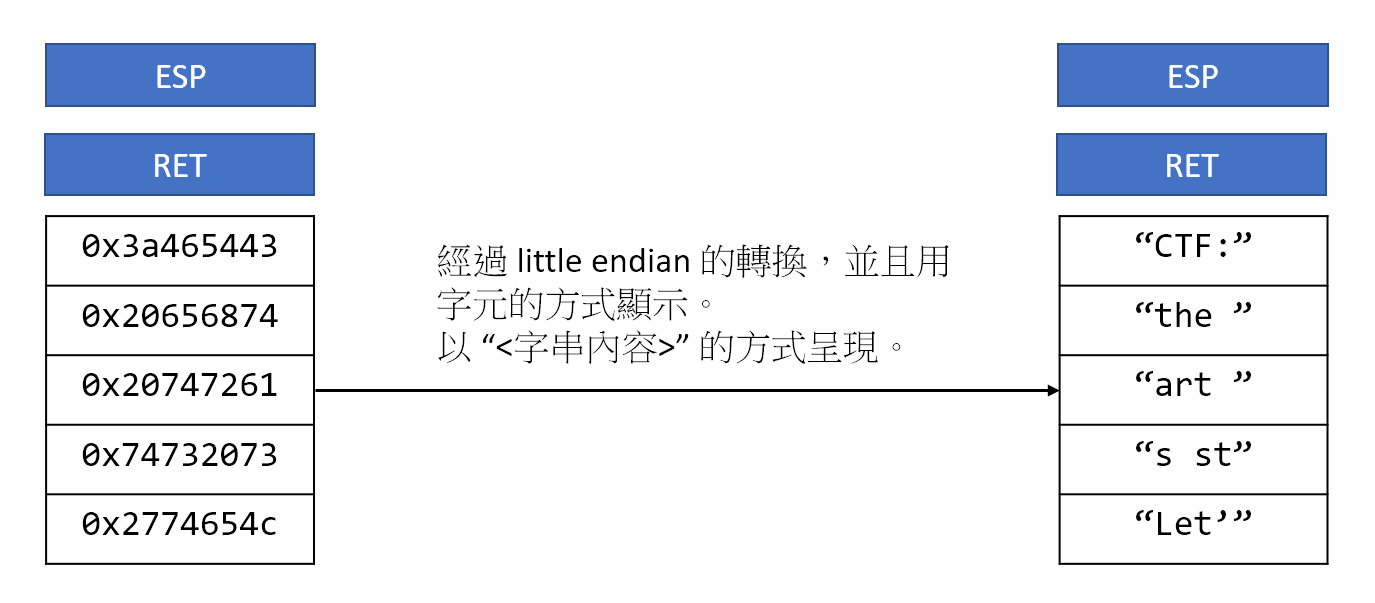 ESP
RET
0x3a465443
0x20656874
0x20747261
0x74732073
0x2774654c
經過 little endian 的轉換，並且用
字元的方式顯示。
以 “<字串內容>” 的方式呈現。
ESP
RET
“CTF:”
“the ”
“art ”
“s st”
“Let’”